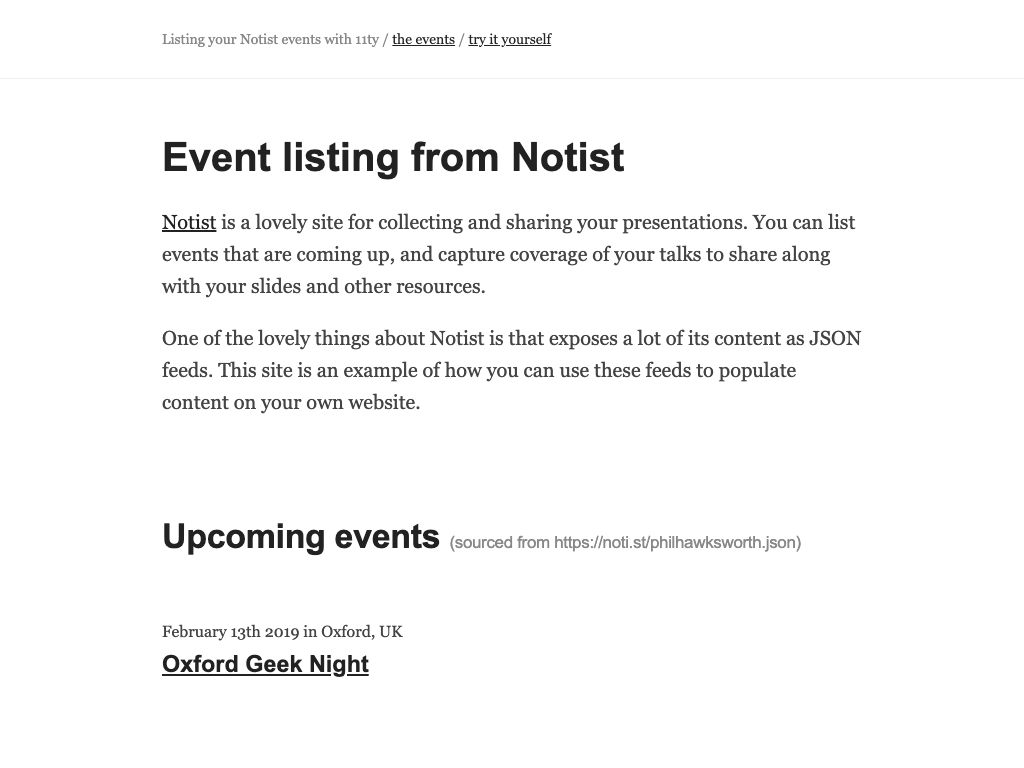 Listing your Notist events with 11ty / the events / try it yourself
Event listing from Notist
Notist is a lovely site for collecting and sharing your presentations. You can list
events that are coming up, and capture coverage of your talks to share along
with your slides and other resources.
One of the lovely things about Notist is that exposes a lot of its content as JSON
feeds. This site is an example of how you can use these feeds to populate
content on your own website.
Upcoming events (sourced from https://noti.st/philhawksworth.json)
February 13th 2019 in Oxford, UK
Oxford Geek Night